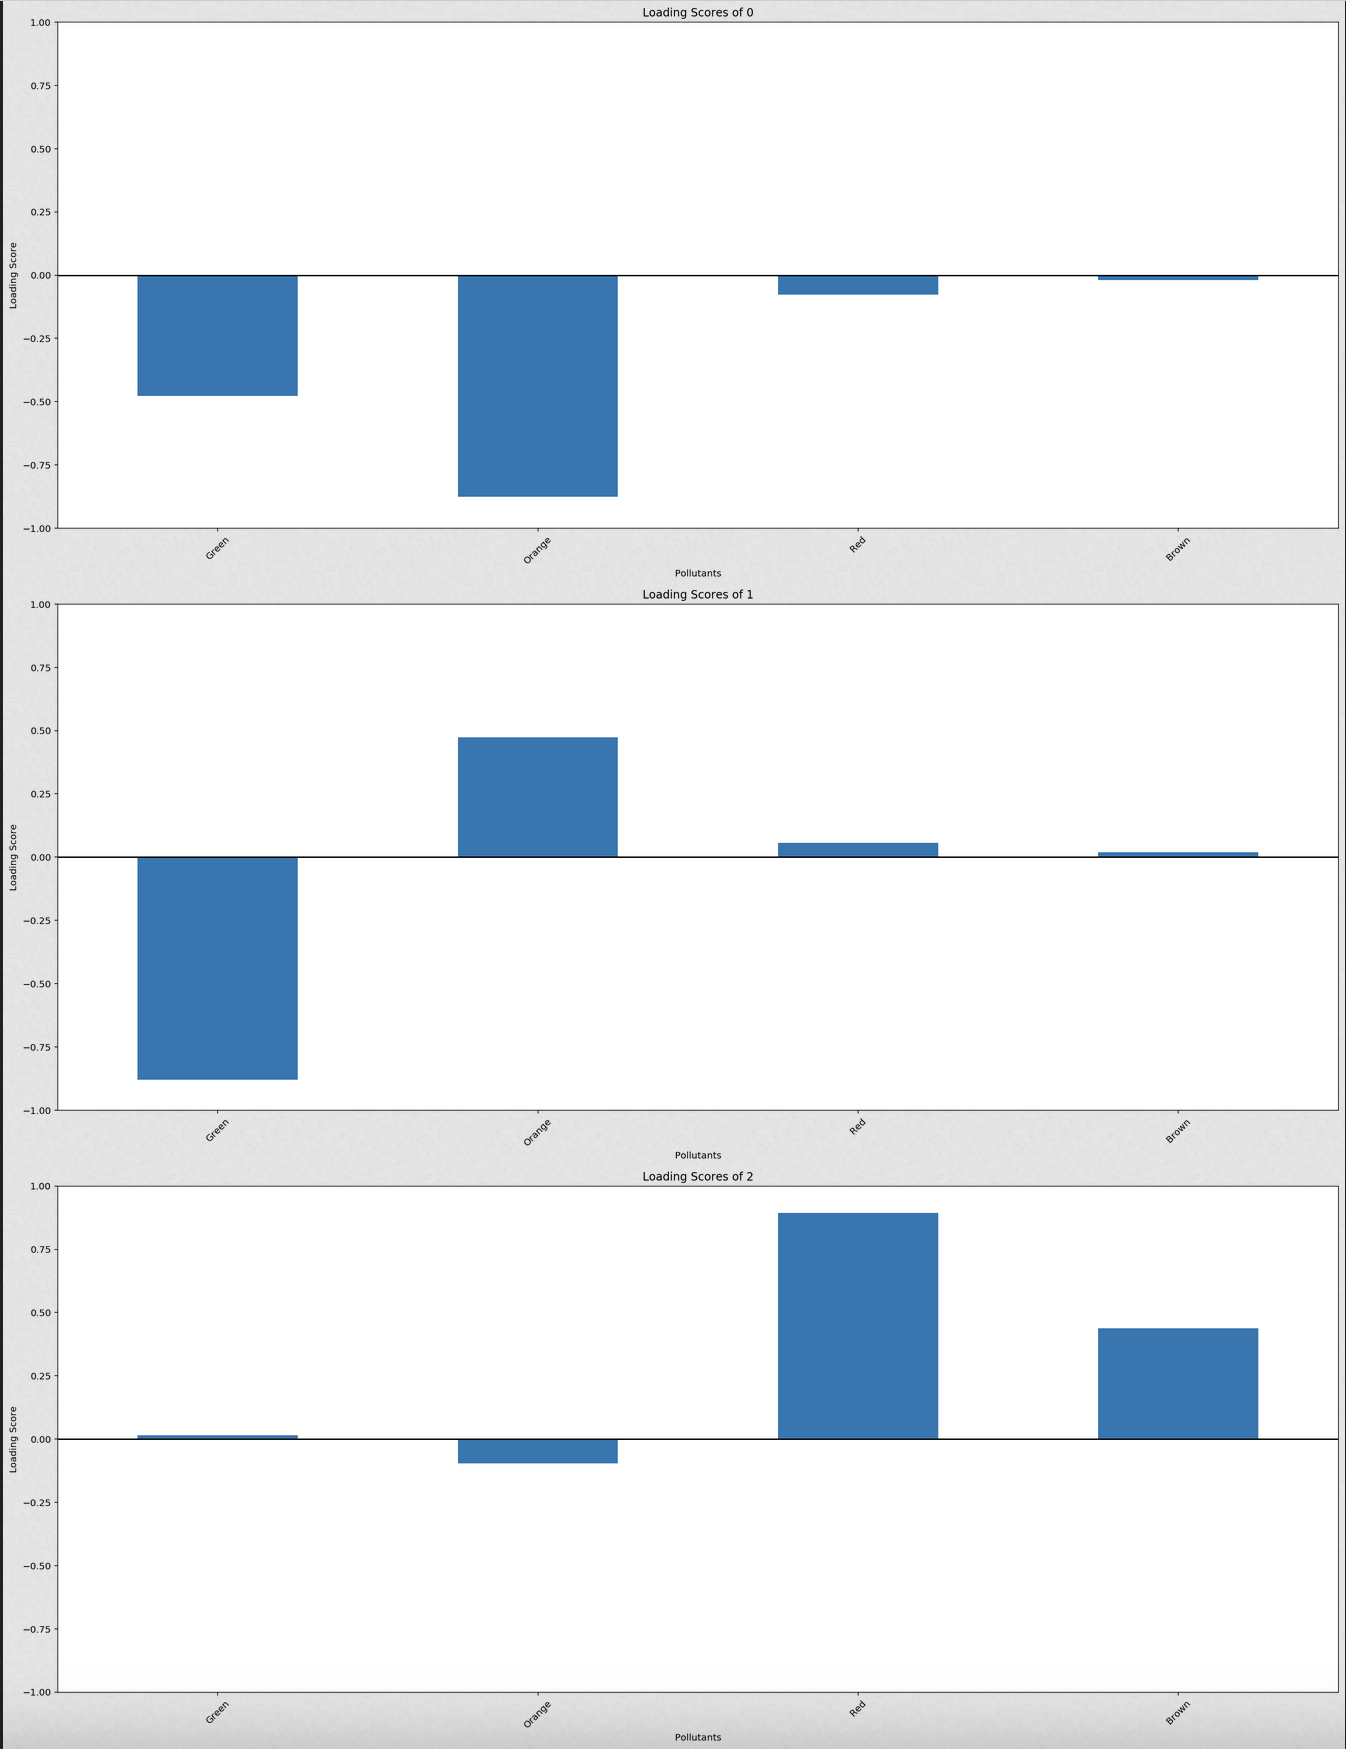 Loading Scores of 0
1.00
0.75
0.50
0.25
0.00
−0.25
−0.50
−0.75
−1.00
Loading Score
Green
Orange
Red
Brown
Pollutants
Loading Scores of 1
1.00
0.75
0.50
0.25
0.00
−0.25
−0.50
−0.75
−1.00
Loading Score
Green
Orange
Red
Brown
Pollutants
Loading Scores of 2
1.00
0.75
0.50
0.25
0.00
−0.25
−0.50
−0.75
−1.00
Loading Score
Green
Orange
Red
Brown
Pollutants